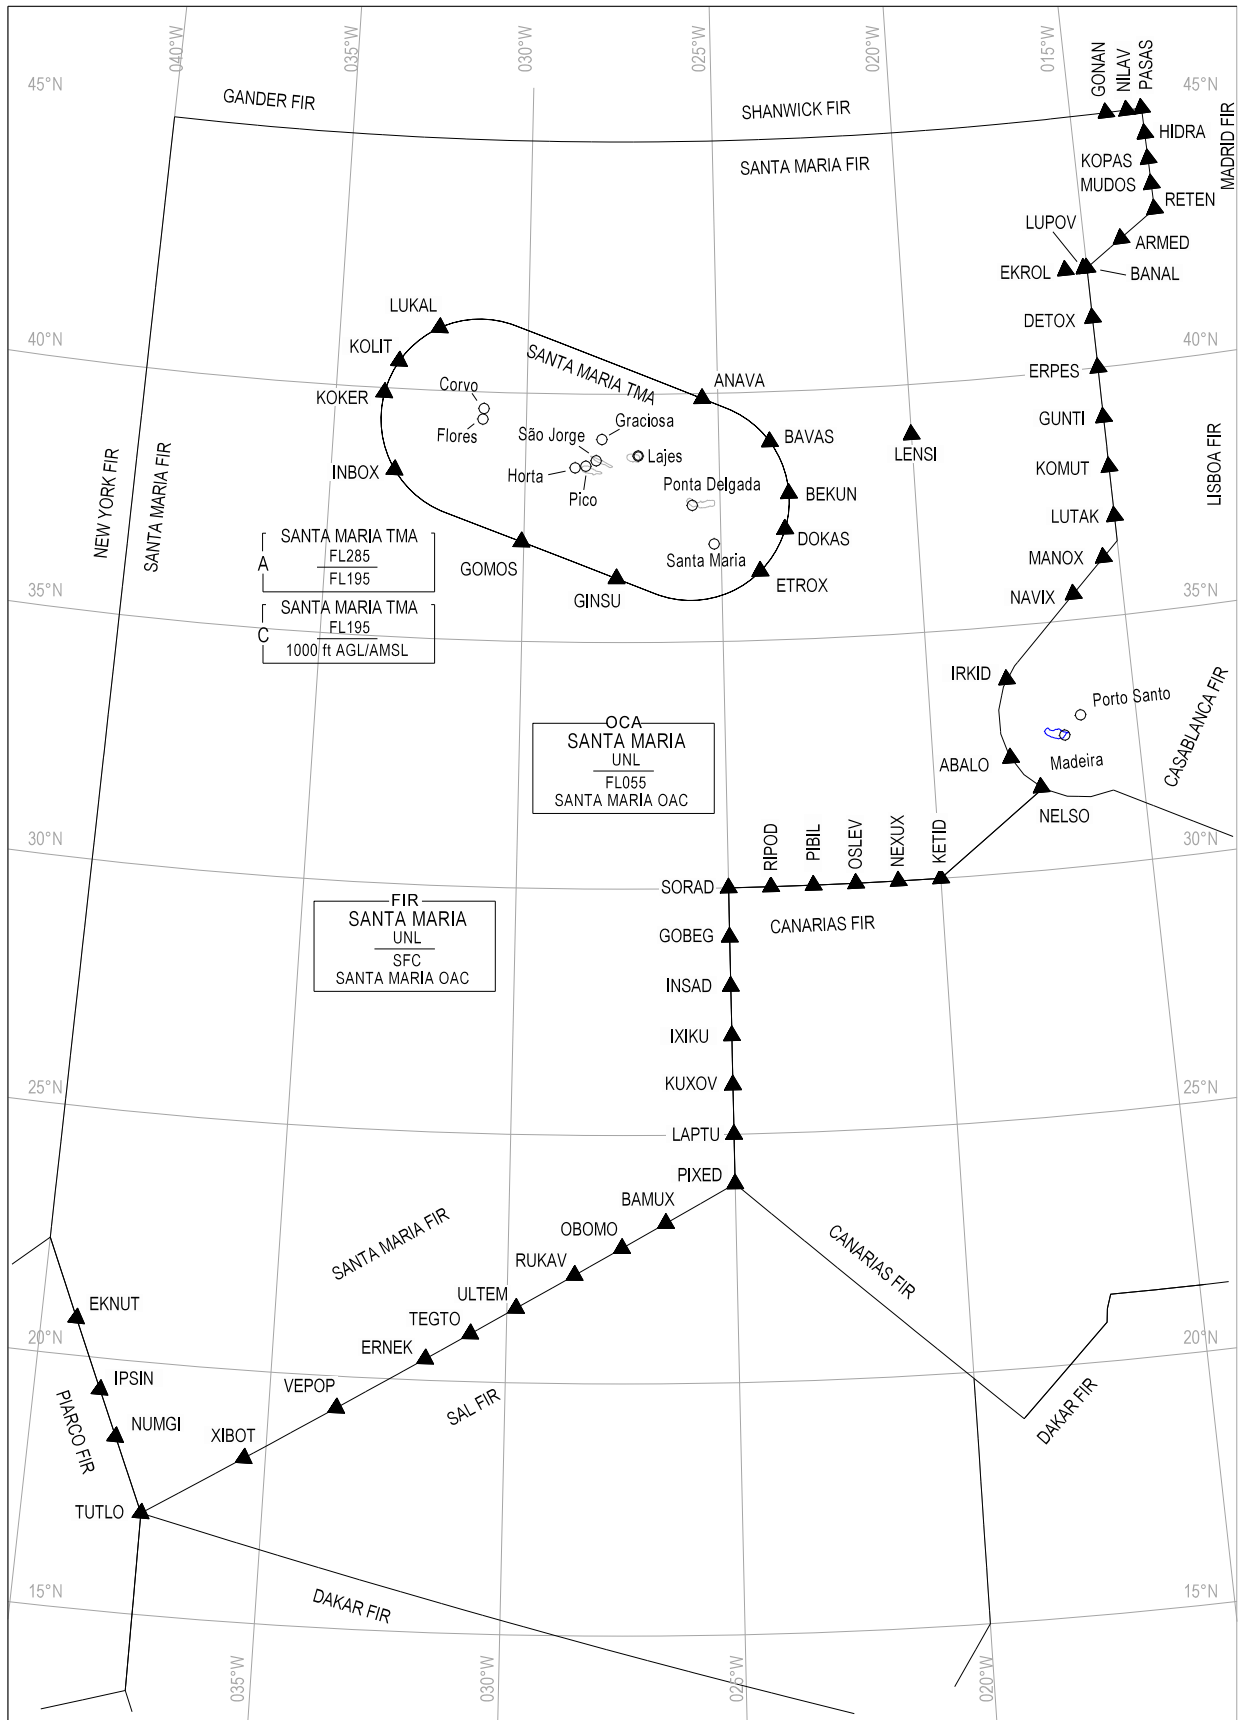 040°W
035°W
030°W
025°W
020°W
015°W
GONAN
NILAV
PASAS
45°N
45°N
GANDER FIR
SHANWICK FIR
SANTA MARIA FIR
MADRID FIR
HIDRA
KOPAS
MUDOS
RETEN
LUPOV
ARMED
EKROL
BANAL
LUKAL
DETOX
40°N
40°N
KOLIT
SANTA MARIA TMA
ANAVA
ERPES
KOKER
Corvo
Flores
Graciosa
São Jorge
Lajes
Horta
Pico
Ponta Delgada
Santa Maria
BAVAS
LENSI
GUNTI
KOMUT
LISBOA FIR
INBOX
BEKUN
LUTAK
DOKAS
NEW YORK FIR
SANTA MARIA FIR
GOMOS
GINSU
ETROX
MANOX
NAVIX
A
SANTA MARIA TMA
FL285
FL195
C
SANTA MARIA TMA
FL195
1000 ft AGL/AMSL
35°N
35°N
IRKID
Porto Santo
Madeira
CASABLANCA FIR
ABALO
NELSO
OCA
SANTA MARIA
UNL
FL055
SANTA MARIA OAC
30°N
30°N
SORAD
RIPOD
PIBIL
OSLEV
NEXUX
KETID
CANARIAS FIR
FIR
SANTA MARIA
UNL
SFC
SANTA MARIA OAC
GOBEG
INSAD
IXIKU
25°N
25°N
KUXOV
LAPTU
PIXED
BAMUX
OBOMO
RUKAV
ULTEM
TEGTO
ERNEK
VEPOP
XIBOT
SANTA MARIA FIR
CANARIAS FIR
EKNUT
20°N
20°N
IPSIN
NUMGI
PIARCO FIR
SAL FIR
DAKAR FIR
TUTLO
15°N
15°N
DAKAR FIR
035°W
030°W
025°W
020°W